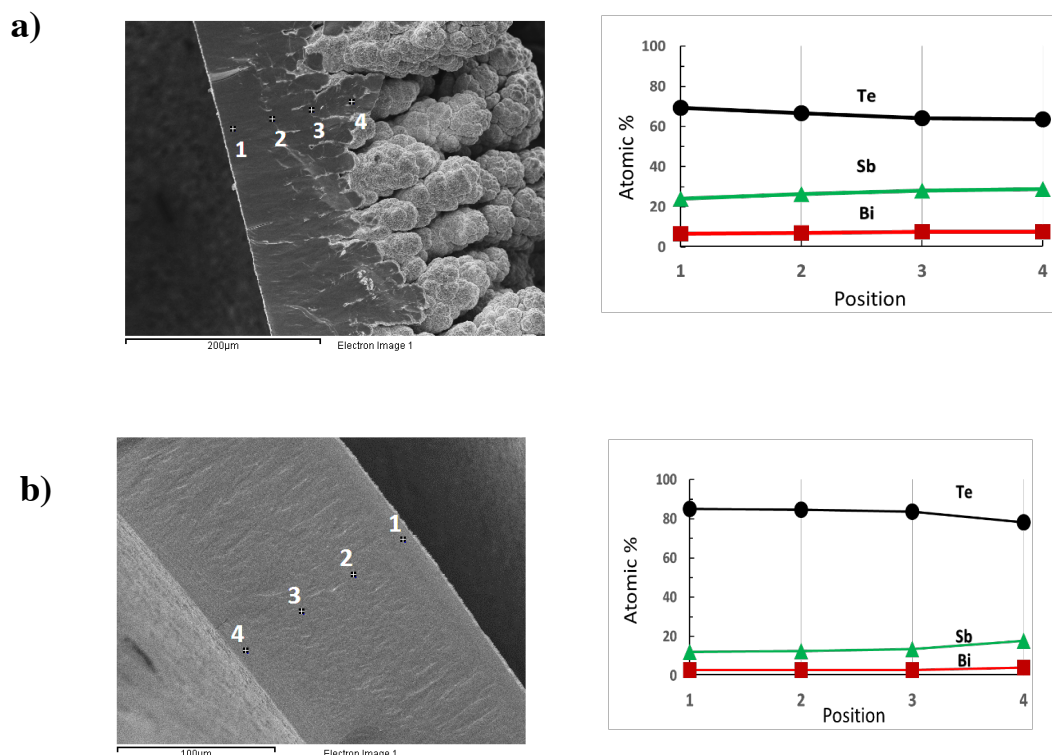 a)
1
2
3
4
200µm
Electron Image 1
100
80
60
40
20
0
Atomic %
Te
Sb
Bi
1 2 3 4
Position
b)
1
2
3
4
100µm
Electron Image 1
100
80
60
40
20
0
Atomic %
Te
Sb
Bi
1 2 3 4
Position